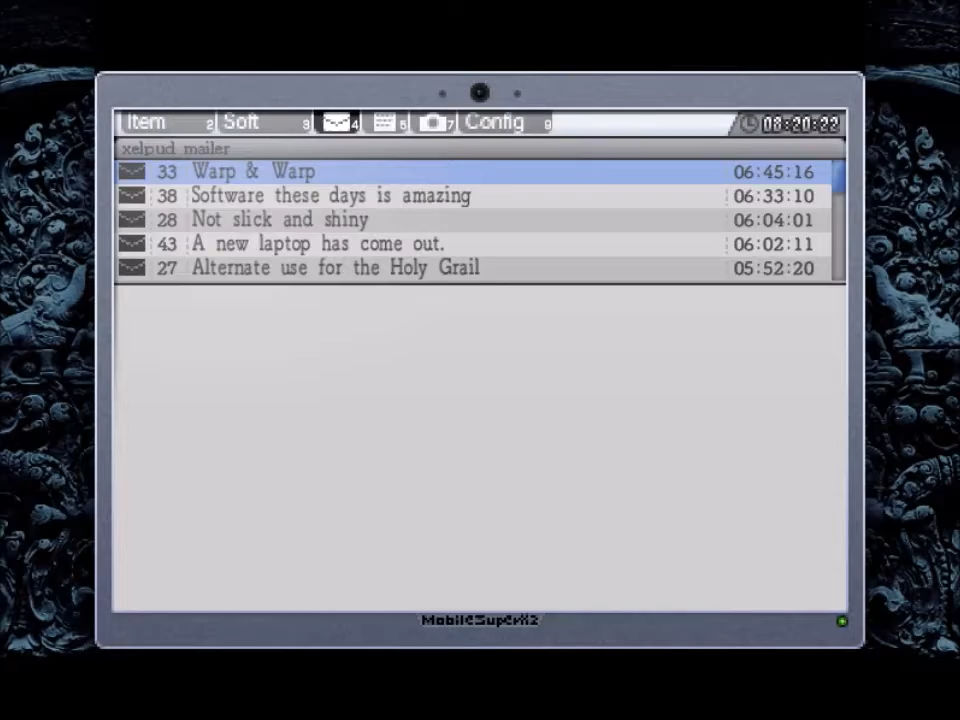 Item 2 Soft 3 4 5 7 Config 9 08:20:22
xelpud mailer
33 Warp & Warp 06:45:16
38 Software these days is amazing 06:33:10
28 Not slick and shiny 06:04:01
43 A new laptop has come out. 06:02:11
27 Alternate use for the Holy Grail 05:52:20
MobileSuperX2